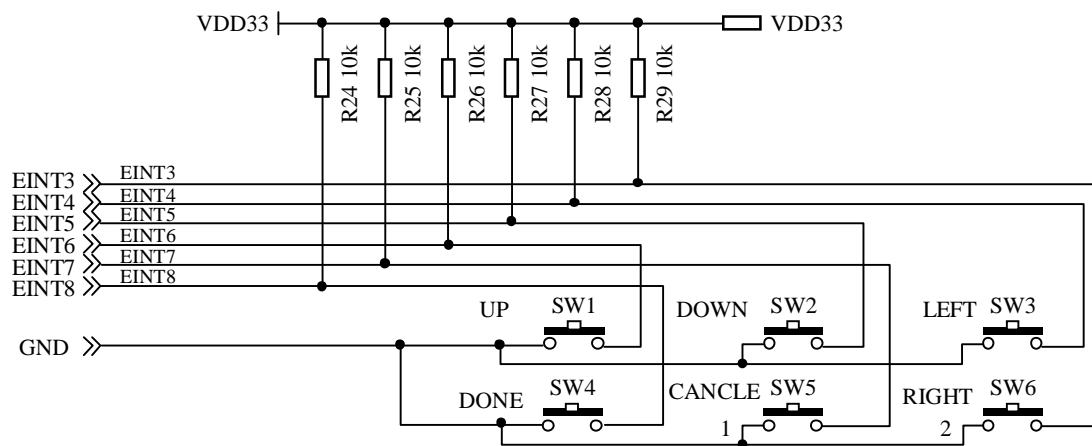 VDD33
VDD33
R24 10k
R25 10k
R26 10k
R27 10k
R28 10k
R29 10k
EINT3 EINT3
EINT4 EINT4
EINT5 EINT5
EINT6 EINT6
EINT7 EINT7
EINT8 EINT8
GND
UP SW1
DOWN SW2
LEFT SW3
DONE SW4
CANCLE SW5
1
RIGHT SW6
2